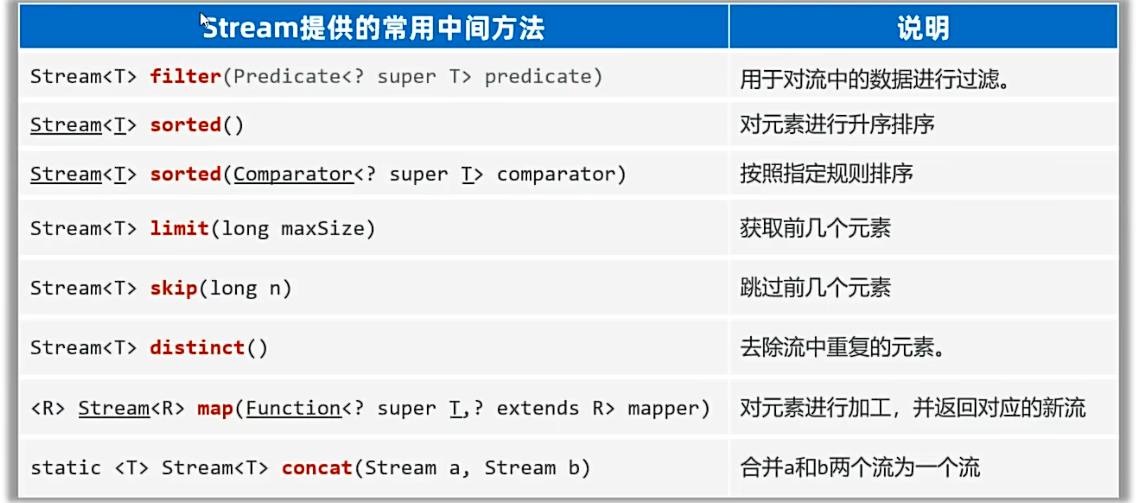 Stream提供的常用中间方法 说明
Stream<T> filter(Predicate<? super T> predicate) 用于对流中的数据进行过滤。
Stream<T> sorted() 对元素进行升序排序
Stream<T> sorted(Comparator<? super T> comparator) 按照指定规则排序
Stream<T> limit(long maxSize) 获取前几个元素
Stream<T> skip(long n) 跳过前几个元素
Stream<T> distinct() 去除流中重复的元素。
<R> Stream<R> map(Function<? super T,? extends R> mapper) 对元素进行加工，并返回对应的新流
static <T> Stream<T> concat(Stream a, Stream b) 合并a和b两个流为一个流